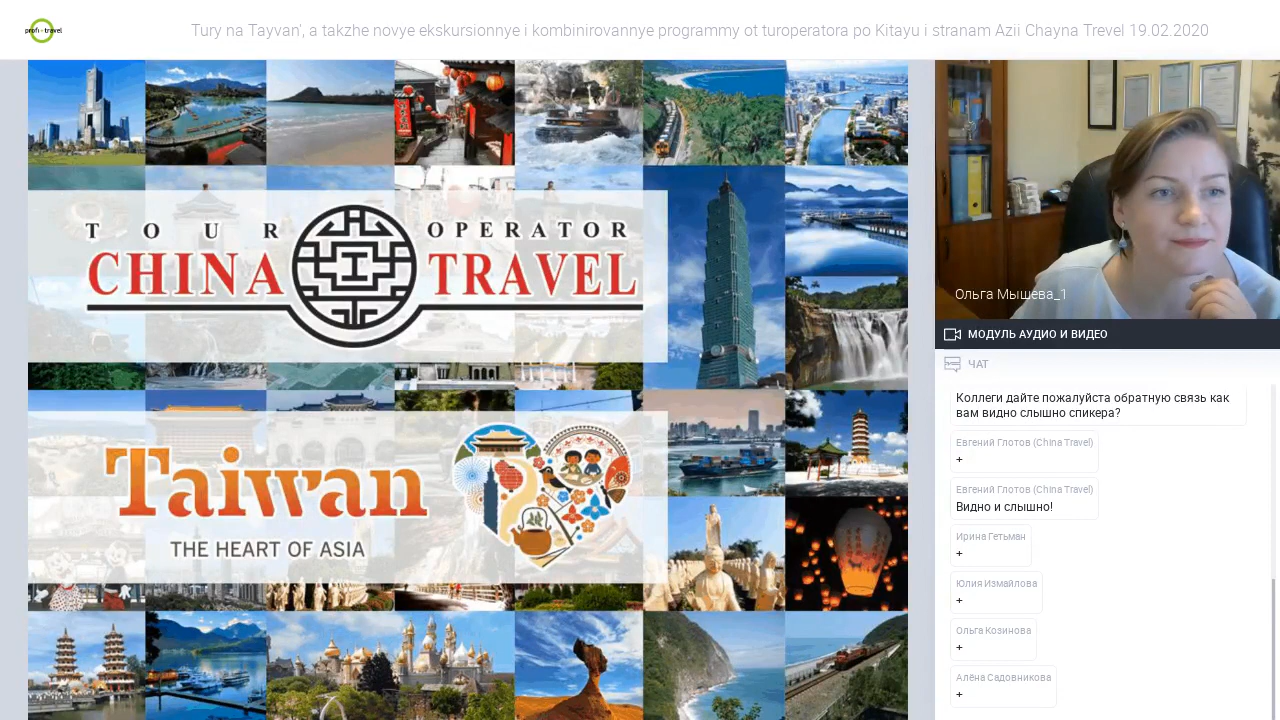 profi travel
Tury na Tayvan', a takzhe novye ekskursionnye i kombinirovannye programmy ot turoperatora po Kitayu i stranam Azii Chayna Trevel 19.02.2020
TOUR OPERATOR
CHINA TRAVEL
Taiwan
THE HEART OF ASIA
Ольга Мышева_1
МОДУЛЬ АУДИО И ВИДЕО
ЧАТ
Коллеги дайте пожалуйста обратную связь как
вам видно слышно спикера?
Евгений Глотов (China Travel)
+
Евгений Глотов (China Travel)
Видно и слышно!
Ирина Гетьман
+
Юлия Измайлова
+
Ольга Козинова
+
Алёна Садовникова
+